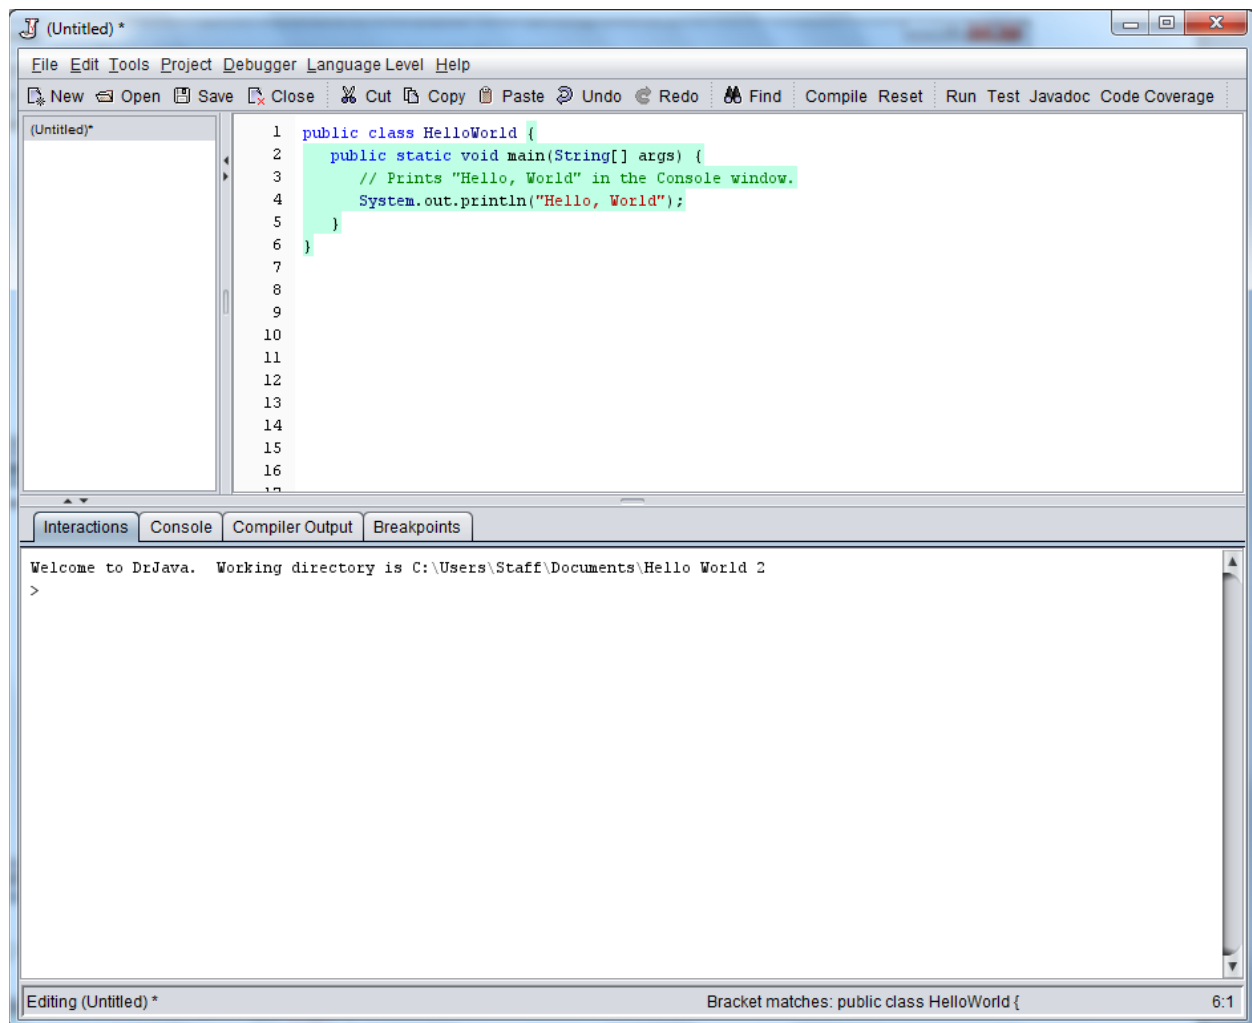 (Untitled) *
File Edit Tools Project Debugger Language Level Help
New Open Save Close Cut Copy Paste Undo Redo Find Compile Reset Run Test Javadoc Code Coverage
(Untitled)*
1 public class HelloWorld {
2 public static void main(String[] args) {
3 // Prints "Hello, World" in the Console window.
4 System.out.println("Hello, World");
5 }
6 }
7
8
9
10
11
12
13
14
15
16
17
Interactions Console Compiler Output Breakpoints
Welcome to DrJava. Working directory is C:\Users\Staff\Documents\Hello World 2
>
Editing (Untitled) * Bracket matches: public class HelloWorld { 6:1